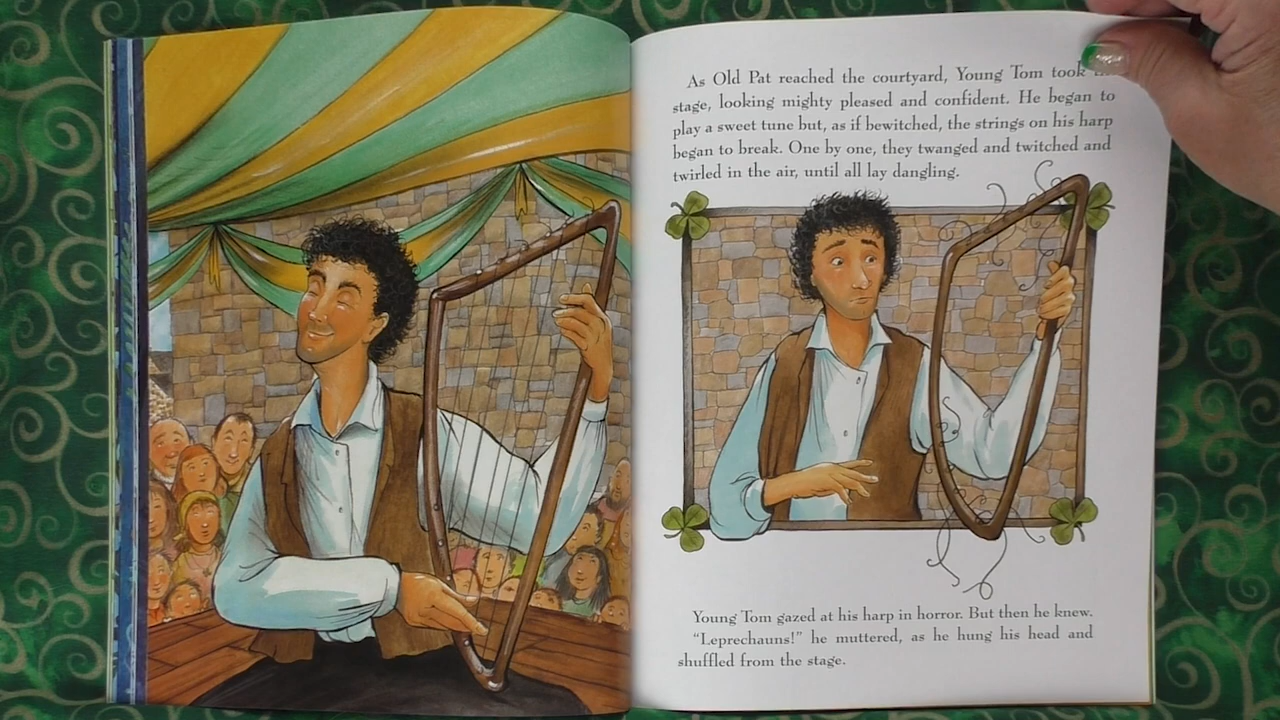 As Old Pat reached the courtyard, Young Tom took
stage, looking mighty pleased and confident. He began to
play a sweet tune but, as if bewitched, the strings on his harp
began to break. One by one, they twanged and twitched and
twirled in the air, until all lay dangling.
Young Tom gazed at his harp in horror. But then he knew.
“Leprechauns!” he muttered, as he hung his head and
shuffled from the stage.